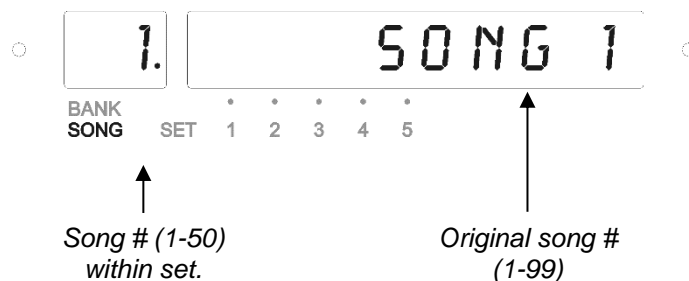 1. SONG 1
BANK
SONG SET 1 2 3 4 5
Song # (1-50)
within set.
Original song #
(1-99)